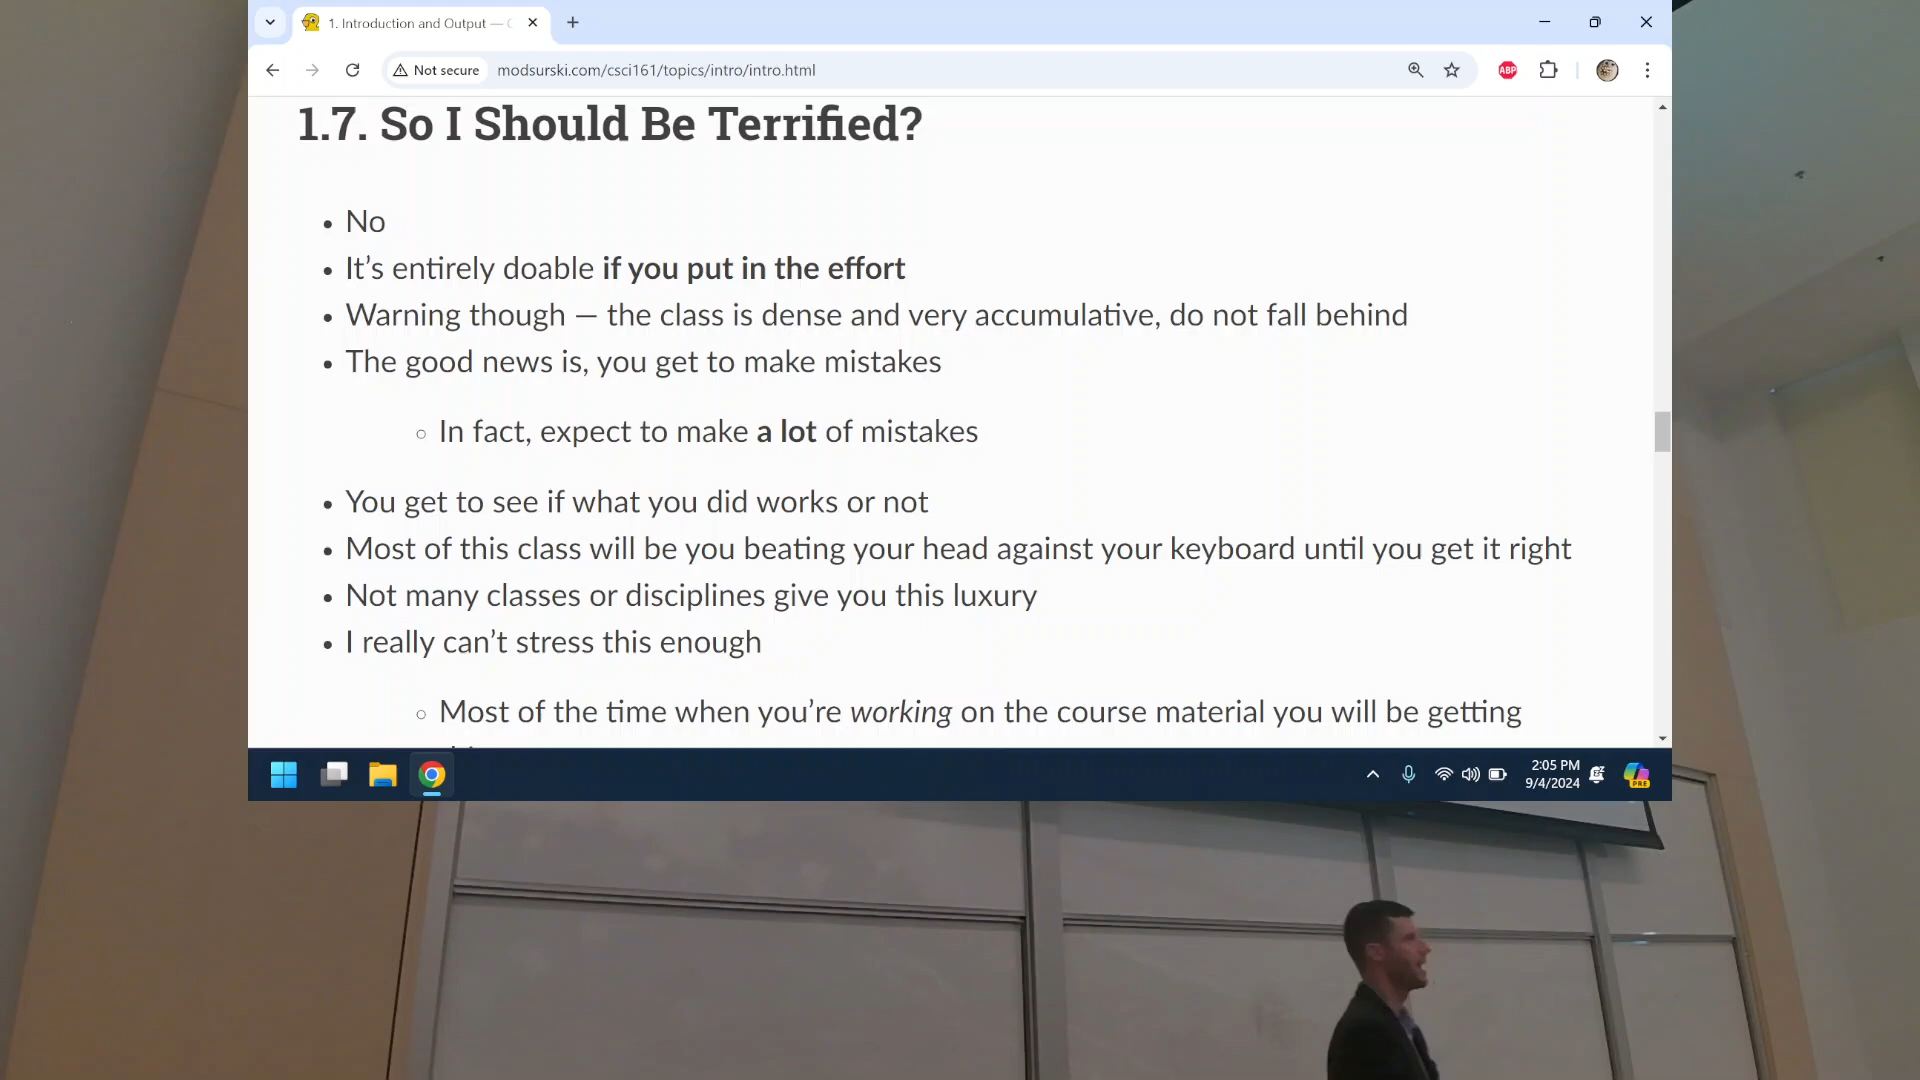 1. Introduction and Output —
Not secure
modsurski.com/csci161/topics/intro/intro.html
ABP
1.7. So I Should Be Terrified?
• No
• It’s entirely doable if you put in the effort
• Warning though — the class is dense and very accumulative, do not fall behind
• The good news is, you get to make mistakes
◦ In fact, expect to make a lot of mistakes
• You get to see if what you did works or not
• Most of this class will be you beating your head against your keyboard until you get it right
• Not many classes or disciplines give you this luxury
• I really can’t stress this enough
◦ Most of the time when you’re working on the course material you will be getting
2:05 PM
9/4/2024
PRE